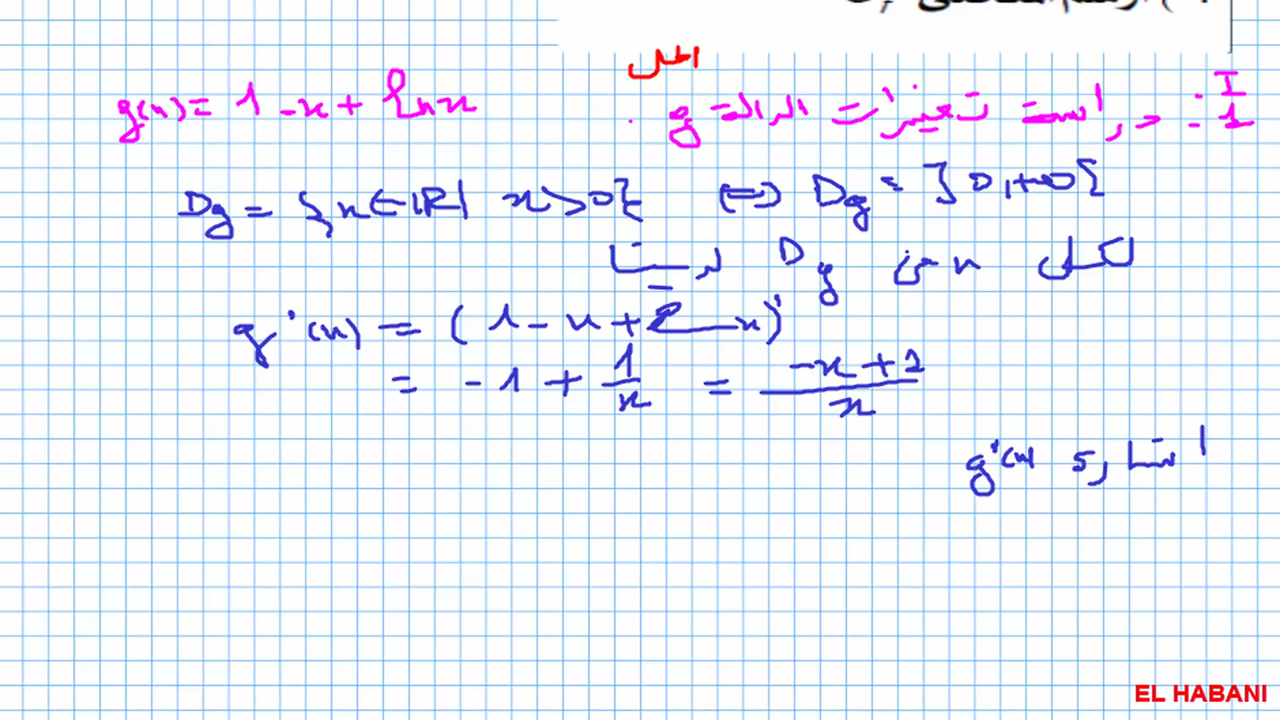 الحل
I 1: دراسة تغيرات الدالة g . g(x) = 1 - x + ln x
Dg = {x ∈ IR / x > 0} ⇔ Dg = ]0, +∞[
لكل x من Dg لدينا
g'(x) = (1 - x + ln x)'
= -1 + 1/x = (-x + 1)/x
g'(x)
EL HABANI